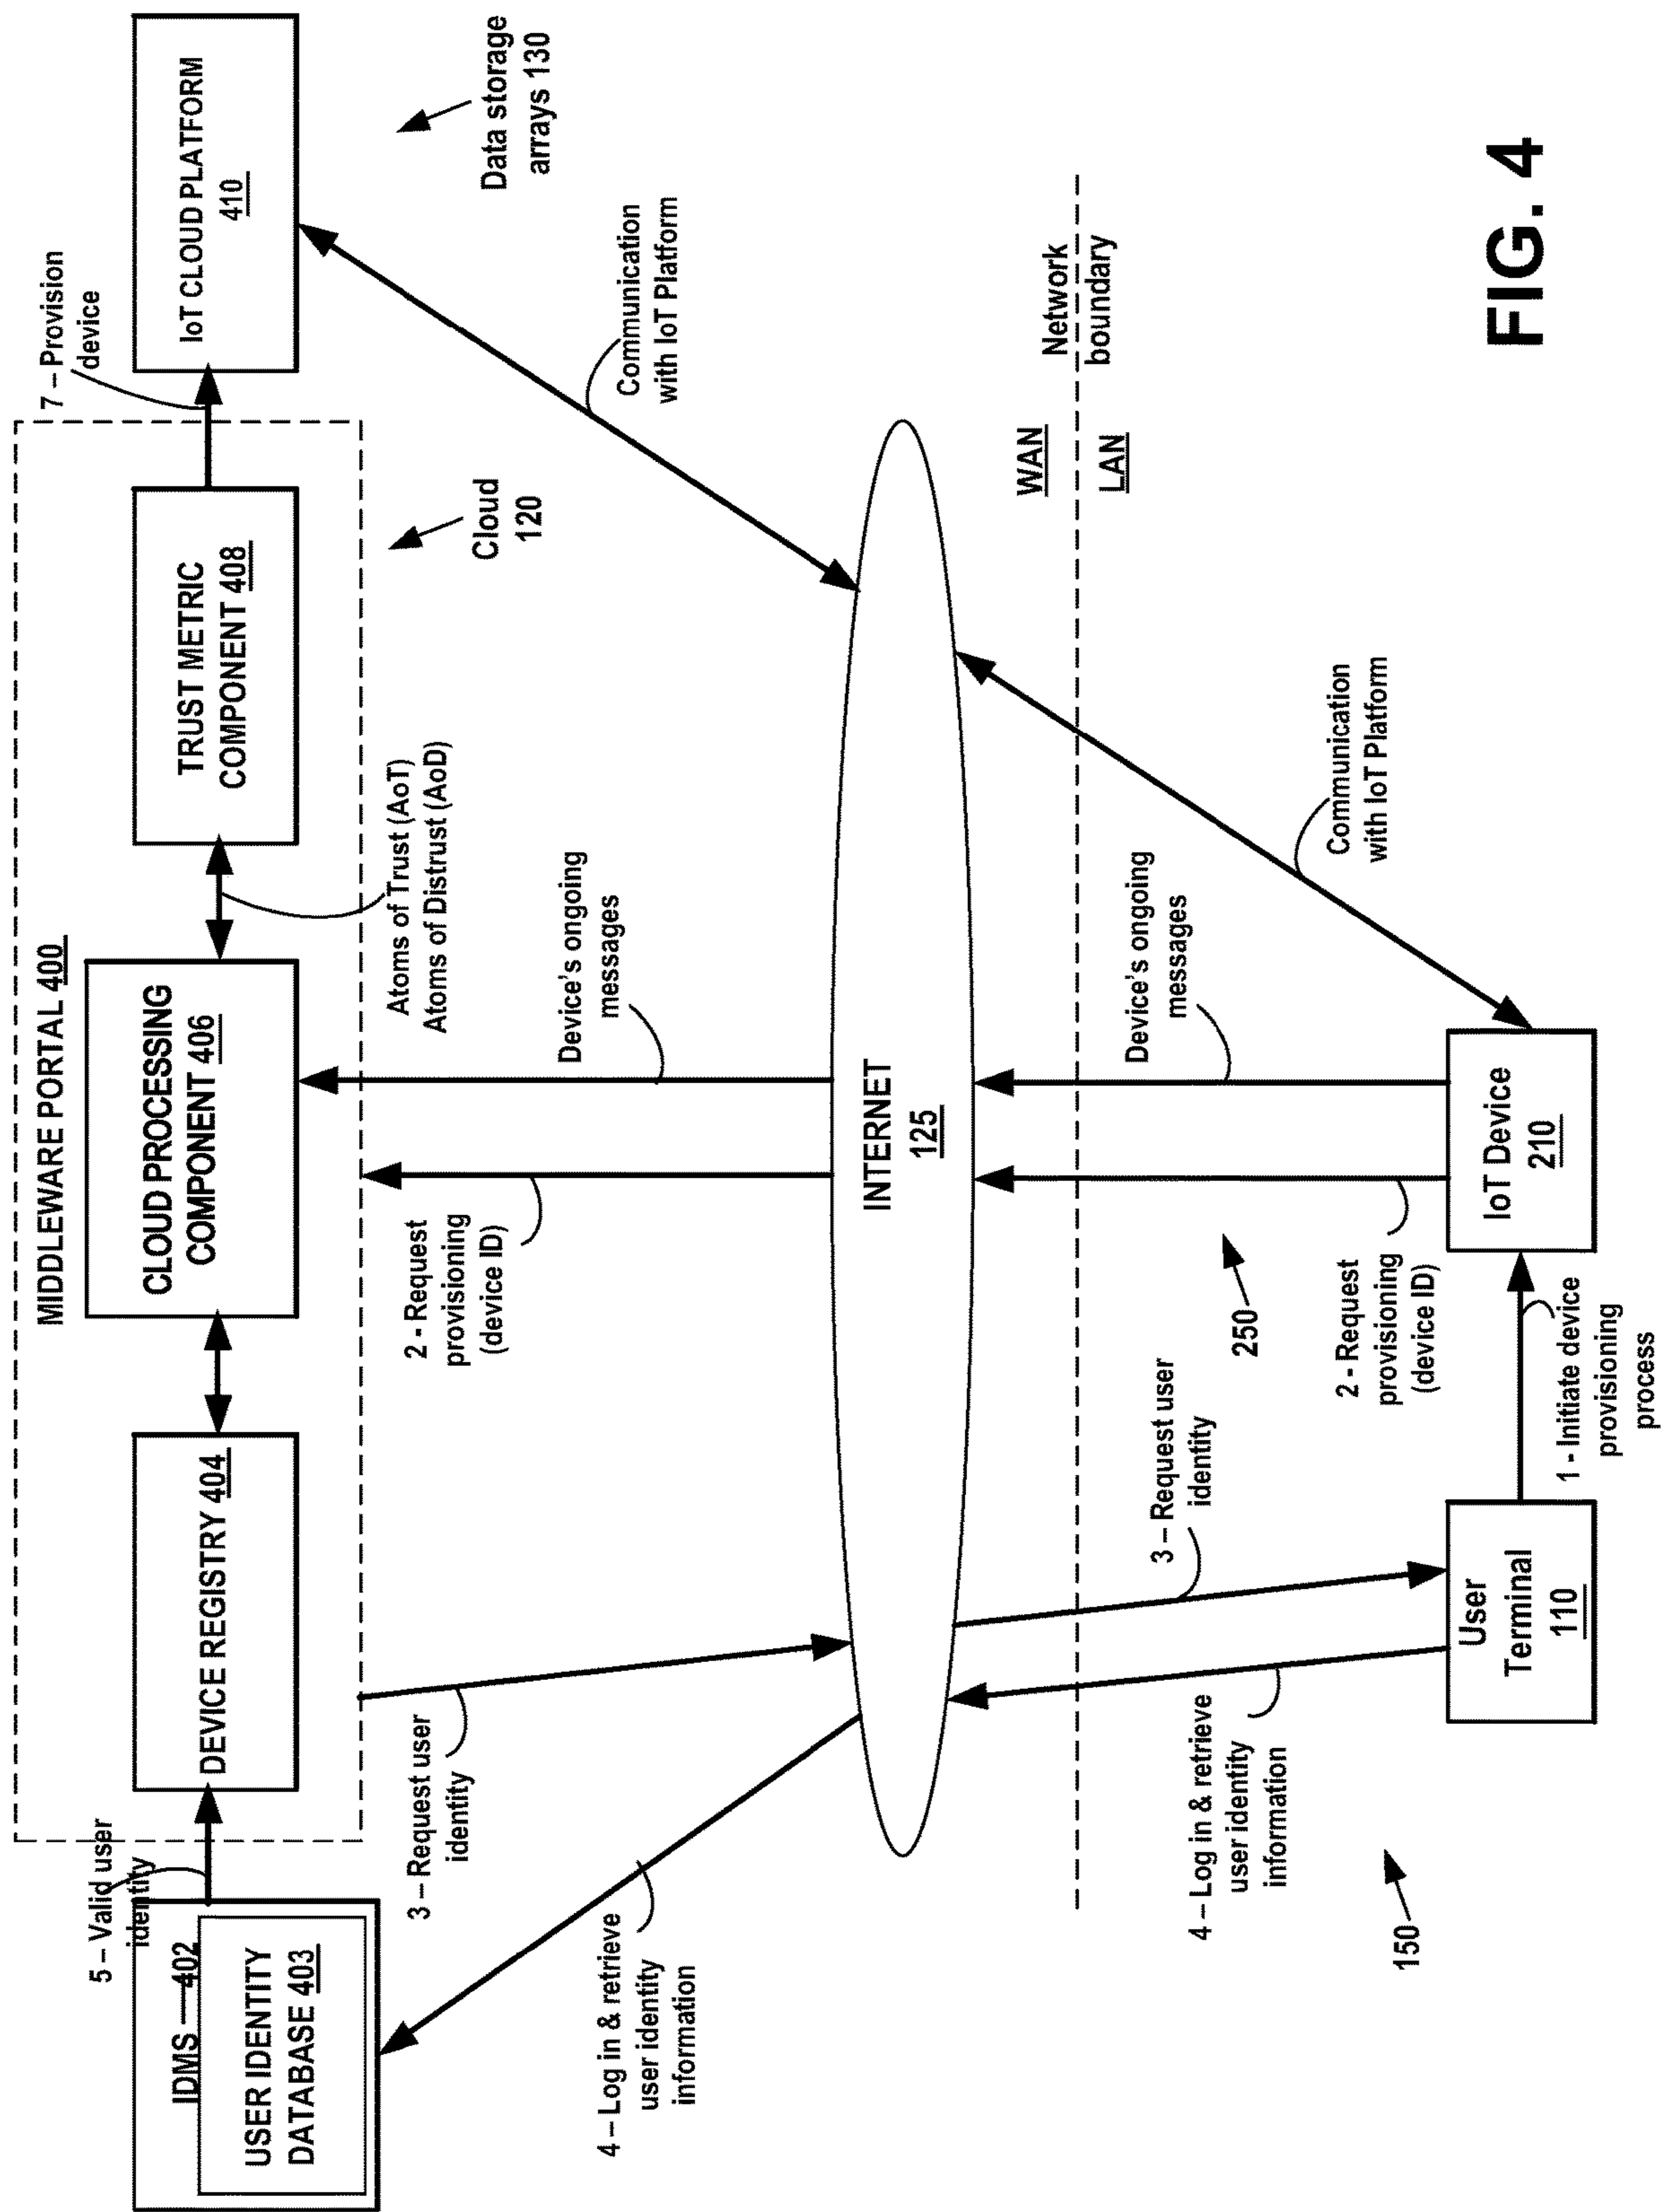 MIDDLEWARE PORTAL 400
5 – Valid user
identity
7 – Provision
device
IDMS 402
USER IDENTITY
DATABASE 403
DEVICE REGISTRY 404
CLOUD PROCESSING
COMPONENT 406
TRUST METRIC
COMPONENT 408
IoT CLOUD PLATFORM
410
Atoms of Trust (AoT)
Atoms of Distrust (AoD)
Cloud
120
Data storage
arrays 130
3 – Request user
identity
2 - Request
provisioning
(device ID)
Device's ongoing
messages
4 – Log in & retrieve
user identity
information
Communication
with IoT Platform
INTERNET
125
WAN
Network
LAN
boundary
4 – Log in & retrieve
user identity
information
3 – Request user
identity
Device's ongoing
messages
Communication
with IoT Platform
250
2 - Request
provisioning
(device ID)
150
User
Terminal
110
1 - Initiate device
provisioning
process
IoT Device
210
FIG. 4